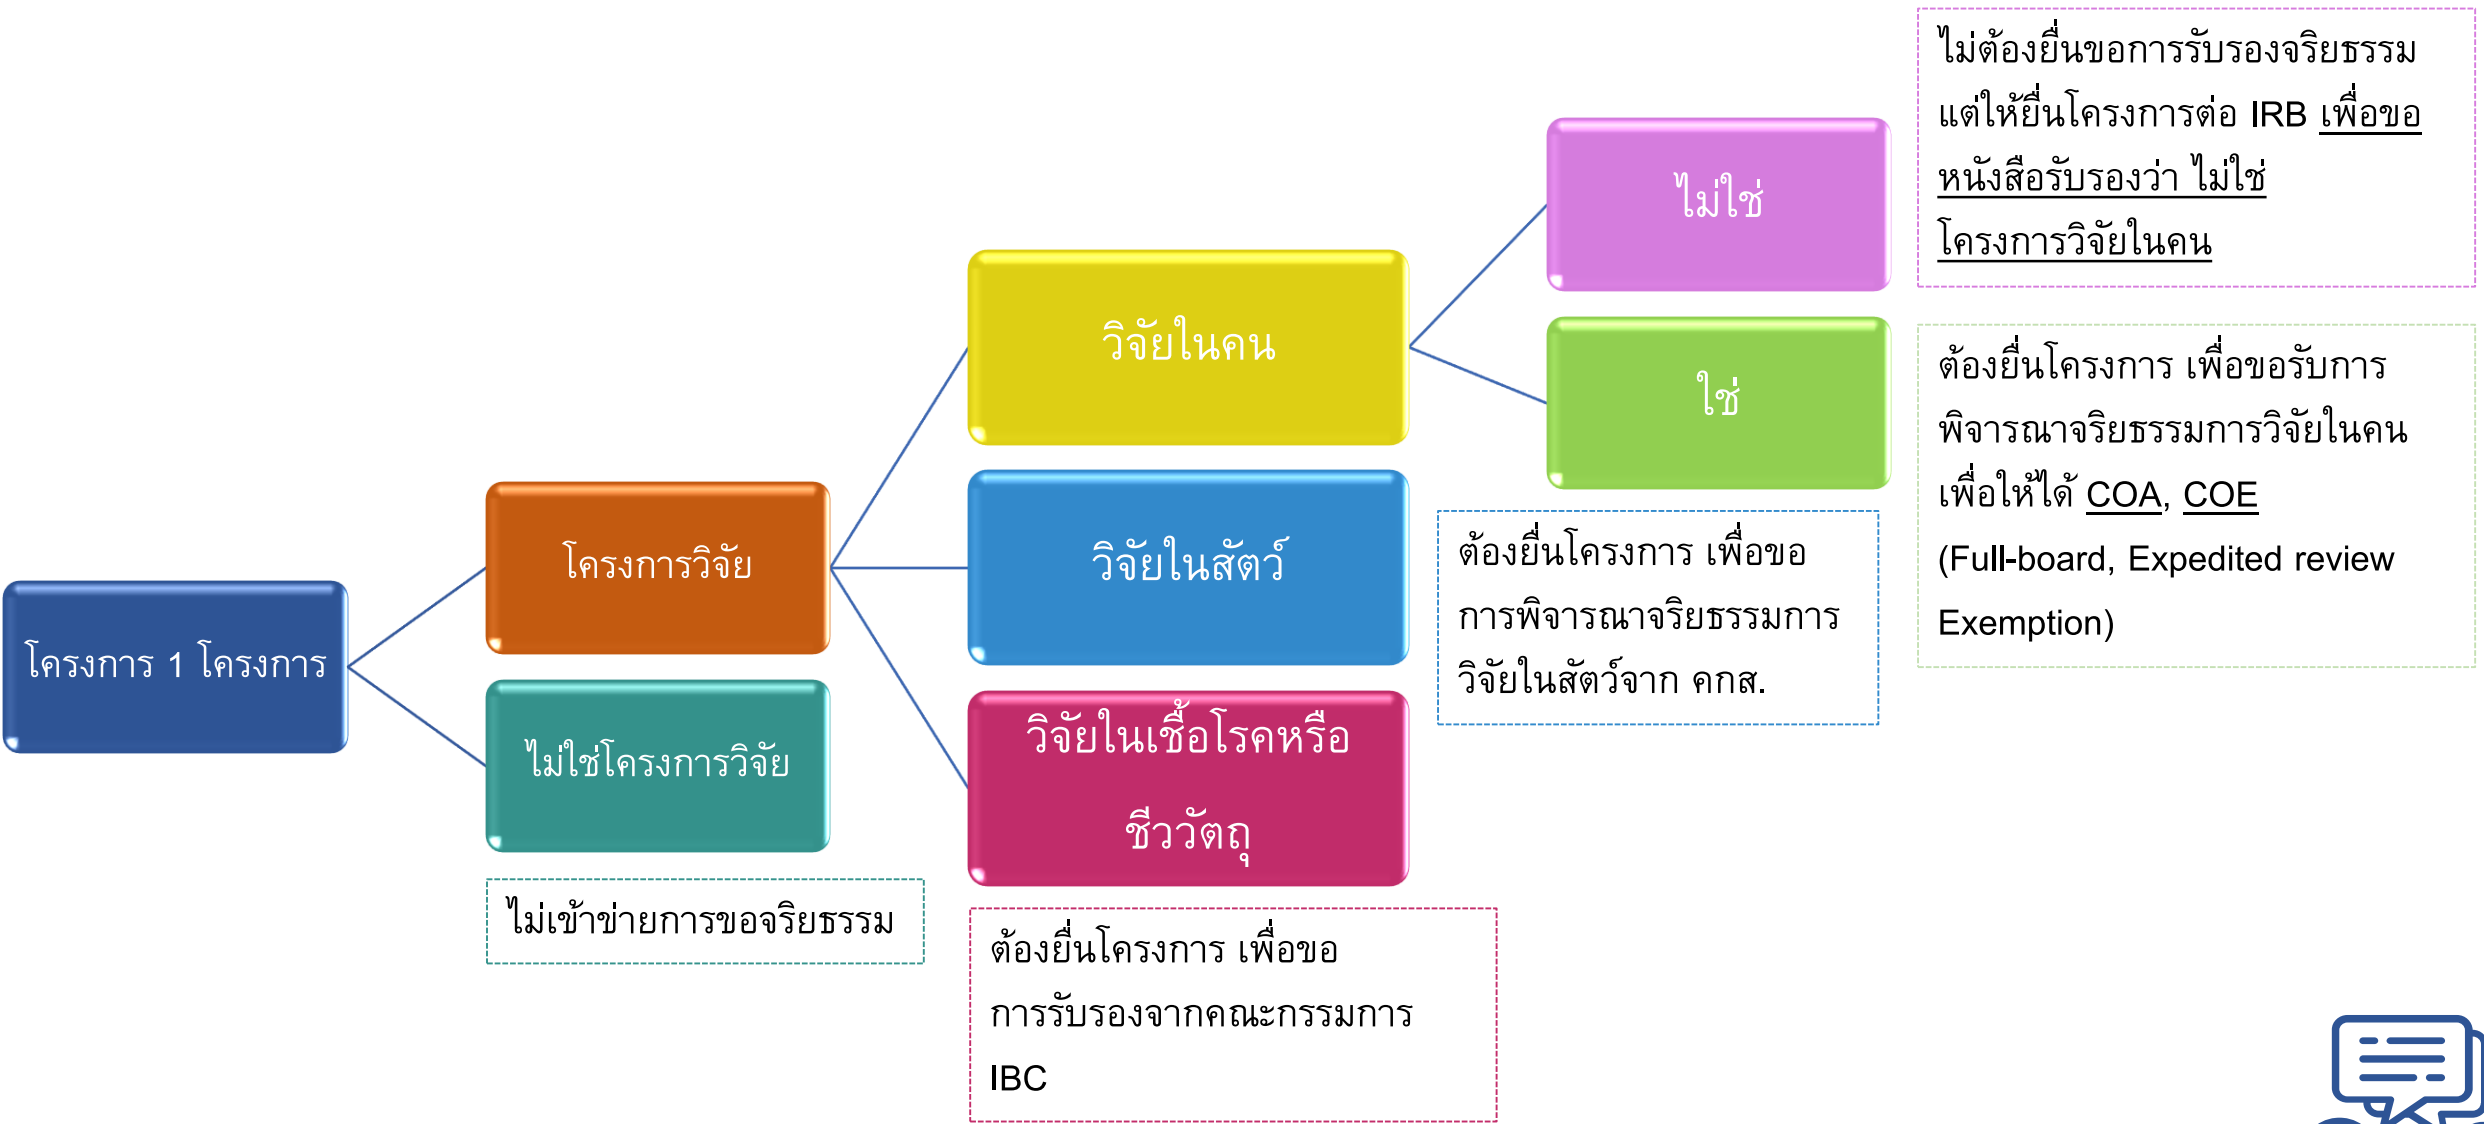 โครงการ 1 โครงการ
โครงการวิจัย
ไม่ใช่โครงการวิจัย
ไม่เข้าข่ายการขอจริยธรรม
วิจัยในคน
วิจัยในสัตว์
วิจัยในเชื้อโรคหรือ
ชีววัตถุ
ต้องยื่นโครงการ เพื่อขอ
การรับรองจากคณะกรรมการ
IBC
ไม่ใช่
ใช่
ต้องยื่นโครงการ เพื่อขอ
การพิจารณาจริยธรรมการ
วิจัยในสัตว์จาก คกส.
ไม่ต้องยื่นขอการรับรองจริยธรรม
แต่ให้ยื่นโครงการต่อ IRB เพื่อขอ
หนังสือรับรองว่า ไม่ใช่
โครงการวิจัยในคน
ต้องยื่นโครงการ เพื่อขอรับการ
พิจารณาจริยธรรมการวิจัยในคน
เพื่อให้ได้ COA, COE
(Full-board, Expedited review
Exemption)